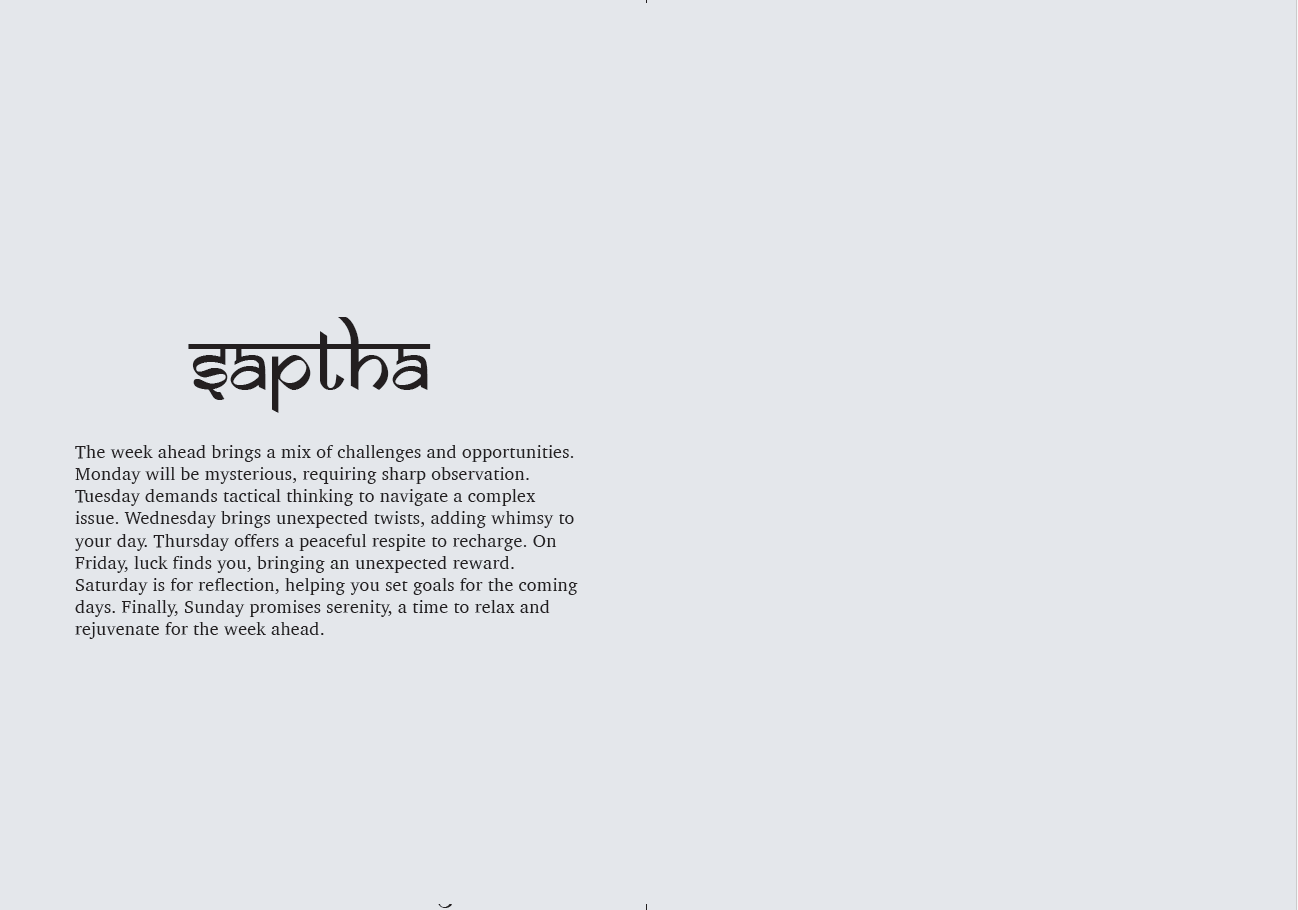 saptha
The week ahead brings a mix of challenges and opportunities.
Monday will be mysterious, requiring sharp observation.
Tuesday demands tactical thinking to navigate a complex
issue. Wednesday brings unexpected twists, adding whimsy to
your day. Thursday offers a peaceful respite to recharge. On
Friday, luck finds you, bringing an unexpected reward.
Saturday is for reflection, helping you set goals for the coming
days. Finally, Sunday promises serenity, a time to relax and
rejuvenate for the week ahead.